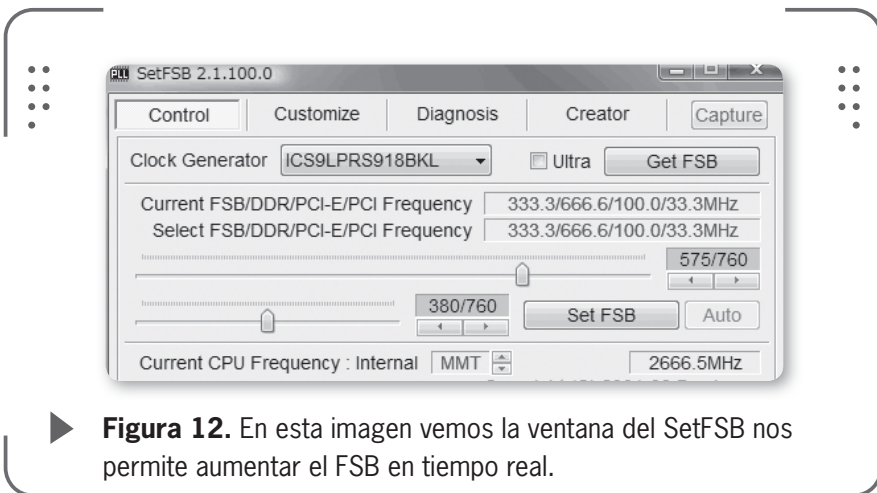 PLL SetFSB 2.1.100.0
Control Customize Diagnosis Creator Capture
Clock Generator ICS9LPRS918BKL Ultra Get FSB
Current FSB/DDR/PCI-E/PCI Frequency 333.3/666.6/100.0/33.3MHz
Select FSB/DDR/PCI-E/PCI Frequency 333.3/666.6/100.0/33.3MHz
575/760
380/760 Set FSB Auto
Current CPU Frequency : Internal MMT 2666.5MHz
Figura 12. En esta imagen vemos la ventana del SetFSB nos
permite aumentar el FSB en tiempo real.